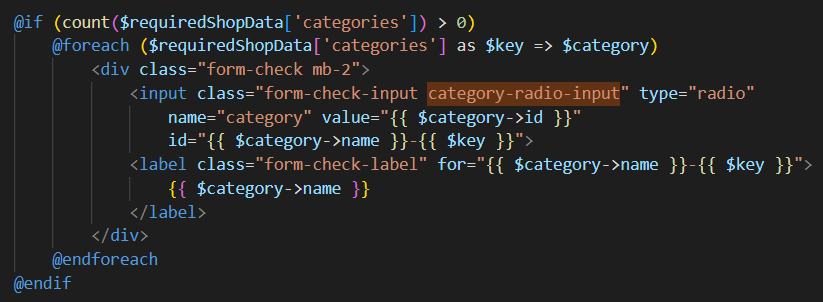 @if (count($requiredShopData['categories']) > 0)
@foreach ($requiredShopData['categories'] as $key => $category)
<div class="form-check mb-2">
<input class="form-check-input category-radio-input" type="radio"
name="category" value="{{ $category->id }}"
id="{{ $category->name }}-{{ $key }}">
<label class="form-check-label" for="{{ $category->name }}-{{ $key }}">
{{ $category->name }}
</label>
</div>
@endforeach
@endif